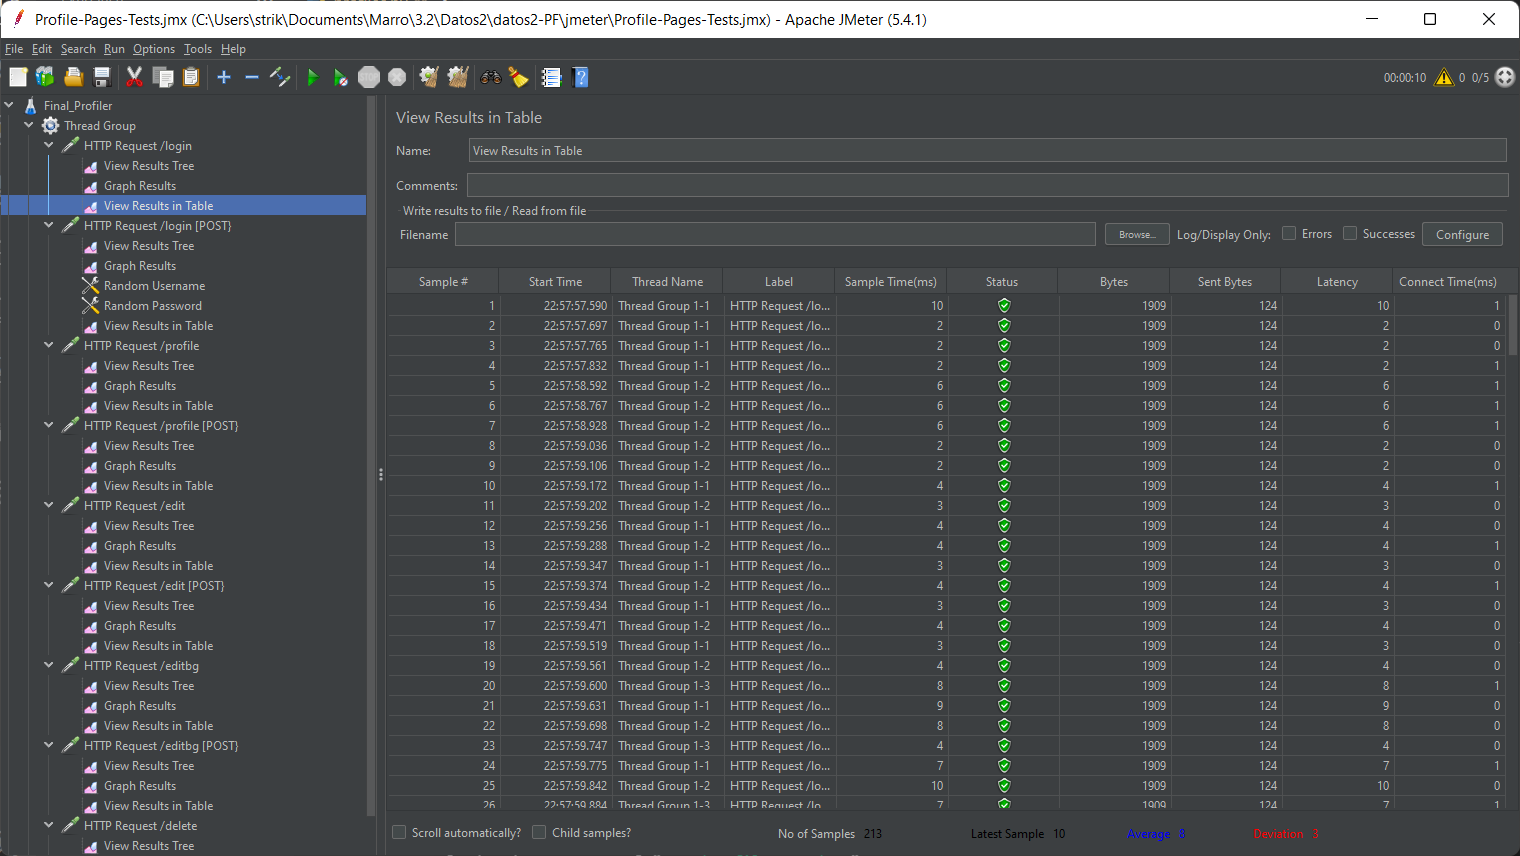 Profile-Pages-Tests.jmx (C:\Users\strik\Documents\Marro\3.2\Datos2\datos2-PF\jmeter\Profile-Pages-Tests.jmx) - Apache JMeter (5.4.1)
File Edit Search Run Options Tools Help
STOP 00:00:10 0 0/5
Final_Profiler
Thread Group
HTTP Request /login
View Results Tree
Graph Results
View Results in Table
HTTP Request /login [POST]
View Results Tree
Graph Results
Random Username
Random Password
View Results in Table
HTTP Request /profile
View Results Tree
Graph Results
View Results in Table
HTTP Request /profile [POST]
View Results Tree
Graph Results
View Results in Table
HTTP Request /edit
View Results Tree
Graph Results
View Results in Table
HTTP Request /edit [POST]
View Results Tree
Graph Results
View Results in Table
HTTP Request /editbg
View Results Tree
Graph Results
View Results in Table
HTTP Request /editbg [POST]
View Results Tree
Graph Results
View Results in Table
HTTP Request /delete
View Results Tree
View Results in Table
Name: View Results in Table
Comments:
Write results to file / Read from file
Filename Browse... Log/Display Only: Errors Successes Configure
Sample # Start Time Thread Name Label Sample Time(ms) Status Bytes Sent Bytes Latency Connect Time(ms)
1 22:57:57.590 Thread Group 1-1 HTTP Request /lo... 10 1909 124 10 1
2 22:57:57.697 Thread Group 1-1 HTTP Request /lo... 2 1909 124 2 0
3 22:57:57.765 Thread Group 1-1 HTTP Request /lo... 2 1909 124 2 0
4 22:57:57.832 Thread Group 1-1 HTTP Request /lo... 2 1909 124 2 1
5 22:57:58.592 Thread Group 1-2 HTTP Request /lo... 6 1909 124 6 1
6 22:57:58.767 Thread Group 1-2 HTTP Request /lo... 6 1909 124 6 1
7 22:57:58.928 Thread Group 1-2 HTTP Request /lo... 6 1909 124 6 1
8 22:57:59.036 Thread Group 1-2 HTTP Request /lo... 2 1909 124 2 0
9 22:57:59.106 Thread Group 1-2 HTTP Request /lo... 2 1909 124 2 0
10 22:57:59.172 Thread Group 1-1 HTTP Request /lo... 4 1909 124 4 1
11 22:57:59.202 Thread Group 1-2 HTTP Request /lo... 3 1909 124 3 0
12 22:57:59.256 Thread Group 1-1 HTTP Request /lo... 4 1909 124 4 0
13 22:57:59.288 Thread Group 1-2 HTTP Request /lo... 4 1909 124 4 1
14 22:57:59.347 Thread Group 1-1 HTTP Request /lo... 3 1909 124 3 0
15 22:57:59.374 Thread Group 1-2 HTTP Request /lo... 4 1909 124 4 1
16 22:57:59.434 Thread Group 1-1 HTTP Request /lo... 3 1909 124 3 0
17 22:57:59.471 Thread Group 1-2 HTTP Request /lo... 4 1909 124 4 0
18 22:57:59.519 Thread Group 1-1 HTTP Request /lo... 3 1909 124 3 0
19 22:57:59.561 Thread Group 1-2 HTTP Request /lo... 4 1909 124 4 0
20 22:57:59.600 Thread Group 1-3 HTTP Request /lo... 8 1909 124 8 1
21 22:57:59.631 Thread Group 1-1 HTTP Request /lo... 9 1909 124 9 0
22 22:57:59.698 Thread Group 1-2 HTTP Request /lo... 8 1909 124 8 0
23 22:57:59.747 Thread Group 1-3 HTTP Request /lo... 4 1909 124 4 0
24 22:57:59.775 Thread Group 1-1 HTTP Request /lo... 7 1909 124 7 1
25 22:57:59.842 Thread Group 1-2 HTTP Request /lo... 10 1909 124 10 0
26 22:57:59.884 Thread Group 1-3 HTTP Request /lo... 7 1909 124 7 1
Scroll automatically? Child samples? No of Samples 213 Latest Sample 10 Average 8 Deviation 3